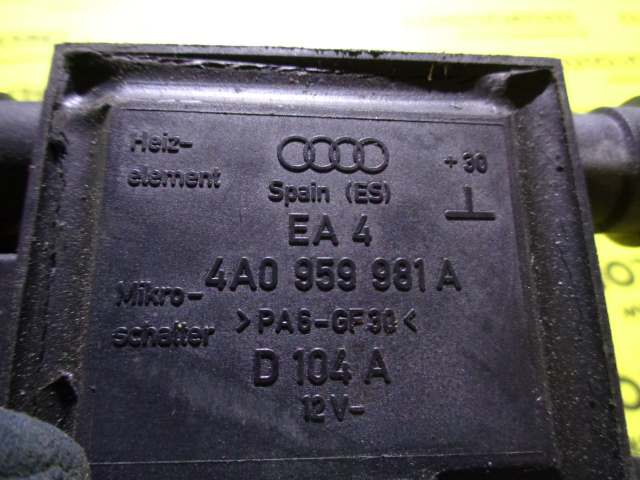 Heiz-
element
Spain (ES)
+30
EA 4
4A0 959 981 A
Mikro-
schalter
>PA6-GF30<
D 104 A
12V-